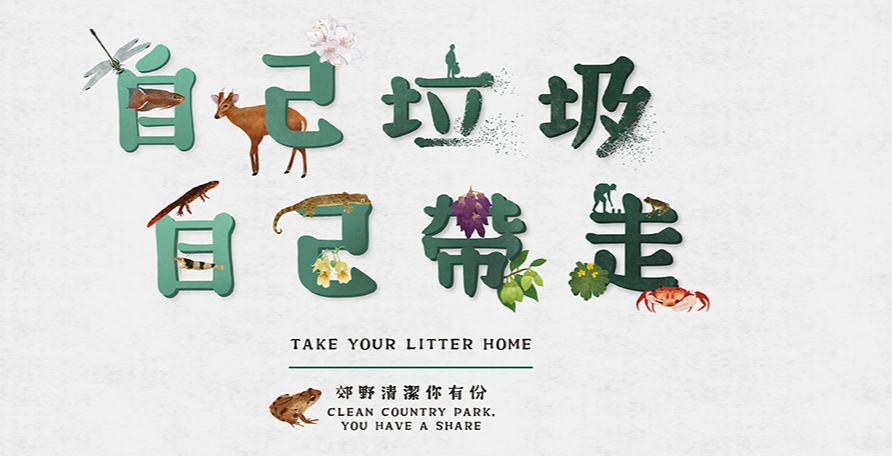 自己垃圾
自己帶走
TAKE YOUR LITTER HOME
郊野清潔你有份
CLEAN COUNTRY PARK,
YOU HAVE A SHARE